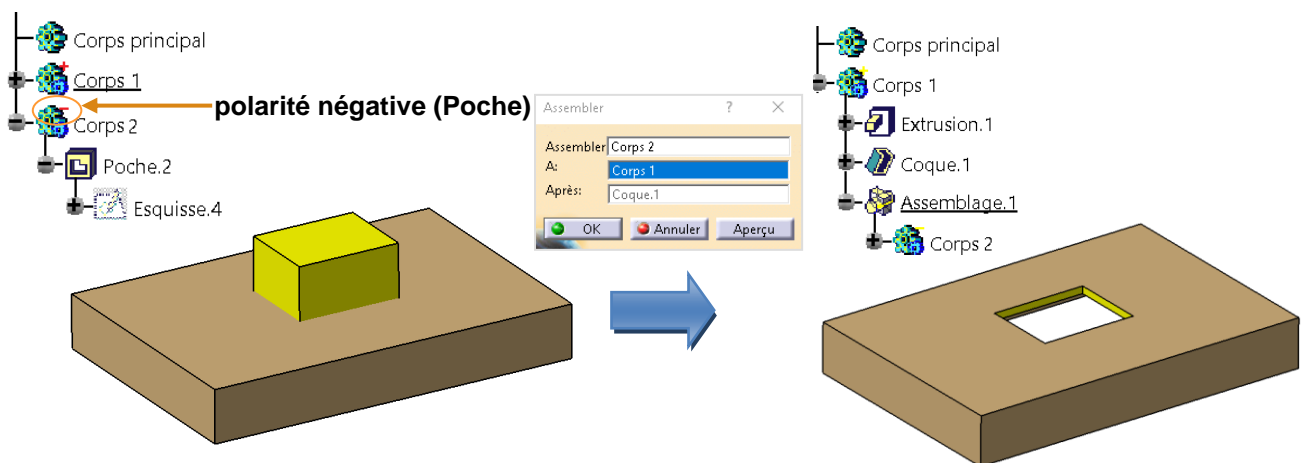 Corps principal
Corps 1
Corps 2
Poche.2
Esquisse.4
polarité négative (Poche)
Assembler ? ×
Assembler Corps 2
A: Corps 1
Après: Coque.1
OK Annuler Aperçu
Corps principal
Corps 1
Extrusion.1
Coque.1
Assemblage.1
Corps 2